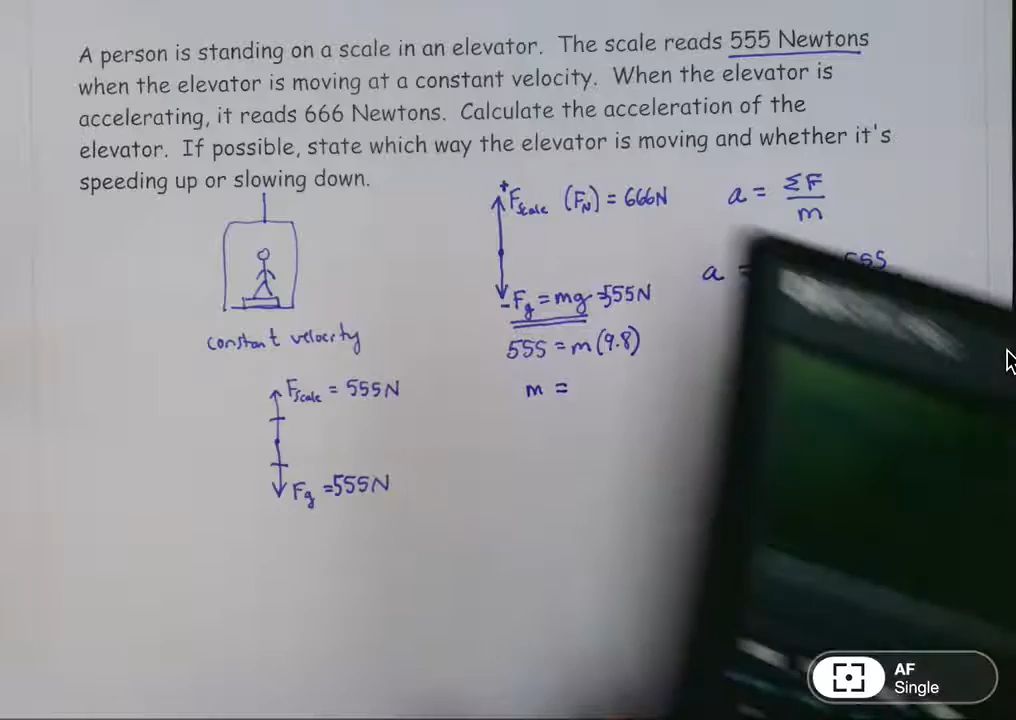 A person is standing on a scale in an elevator. The scale reads 555 Newtons
when the elevator is moving at a constant velocity. When the elevator is
accelerating, it reads 666 Newtons. Calculate the acceleration of the
elevator. If possible, state which way the elevator is moving and whether it's
speeding up or slowing down.
+
Fscale (FN) = 666N
a = ΣF
m
a =
-Fg = mg = 555N
constant velocity
555 = m(9.8)
Fscale = 555N
m =
Fg = 555N
AF
Single